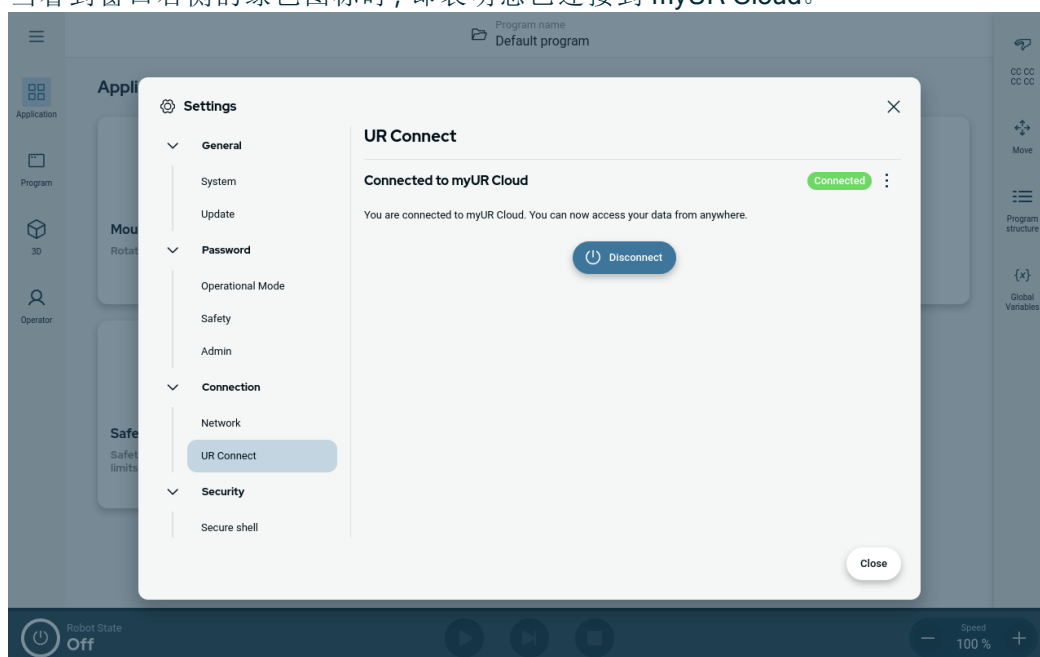 当看到窗口右侧的绿色图标时，即表明您已连接到 myUR Cloud。
Program name
Default program
CC CC
CC CC
Application
Appli
Settings
General
UR Connect
Move
Program
System
Connected to myUR Cloud
Connected
Update
You are connected to myUR Cloud. You can now access your data from anywhere.
Program
structure
Mou
Rotat
3D
Password
Disconnect
Operational Mode
{x}
Global
Variables
Operator
Safety
Admin
Connection
Network
Safe
Safet
limits
UR Connect
Security
Secure shell
Close
Robot State
Off
Speed
100 %